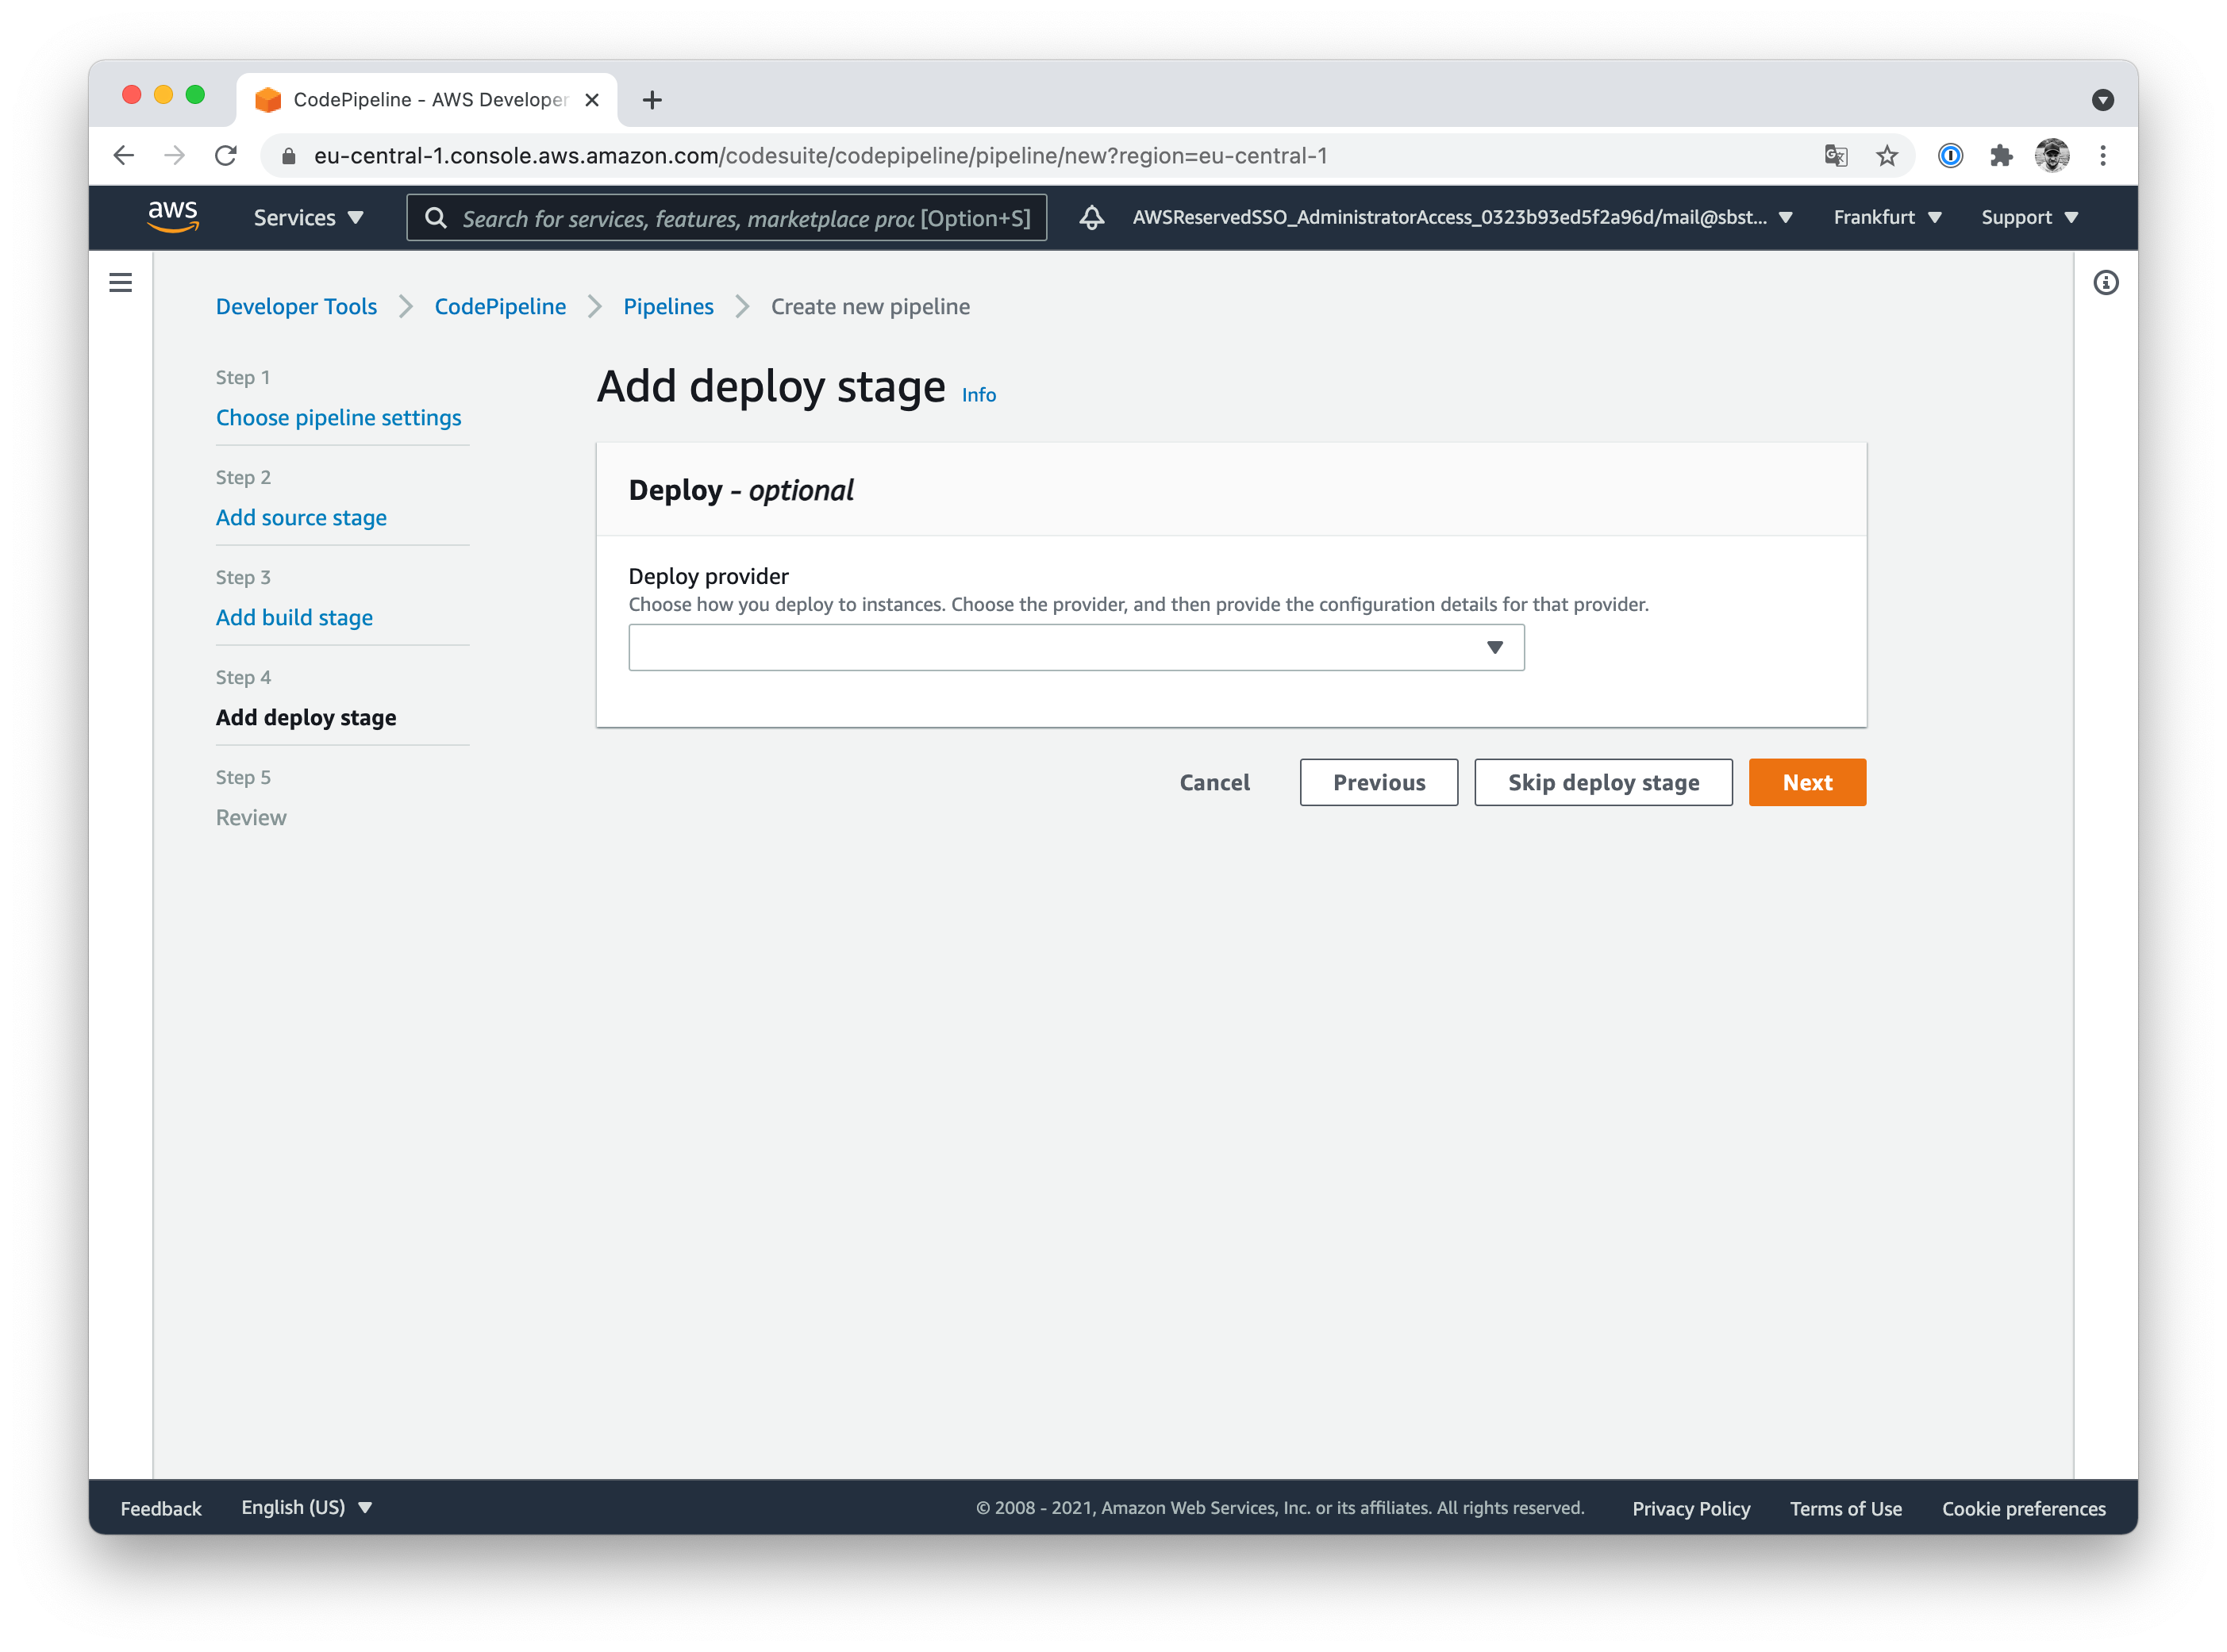 CodePipeline - AWS Developer
eu-central-1.console.aws.amazon.com/codesuite/codepipeline/pipeline/new?region=eu-central-1
aws
Services
Search for services, features, marketplace proc [Option+S]
AWSReservedSSO_AdministratorAccess_0323b93ed5f2a96d/mail@sbst...
Frankfurt
Support
Developer Tools
CodePipeline
Pipelines
Create new pipeline
Step 1
Choose pipeline settings
Step 2
Add source stage
Step 3
Add build stage
Step 4
Add deploy stage
Step 5
Review
Add deploy stage Info
Deploy - optional
Deploy provider
Choose how you deploy to instances. Choose the provider, and then provide the configuration details for that provider.
Cancel
Previous
Skip deploy stage
Next
Feedback
English (US)
© 2008 - 2021, Amazon Web Services, Inc. or its affiliates. All rights reserved.
Privacy Policy
Terms of Use
Cookie preferences